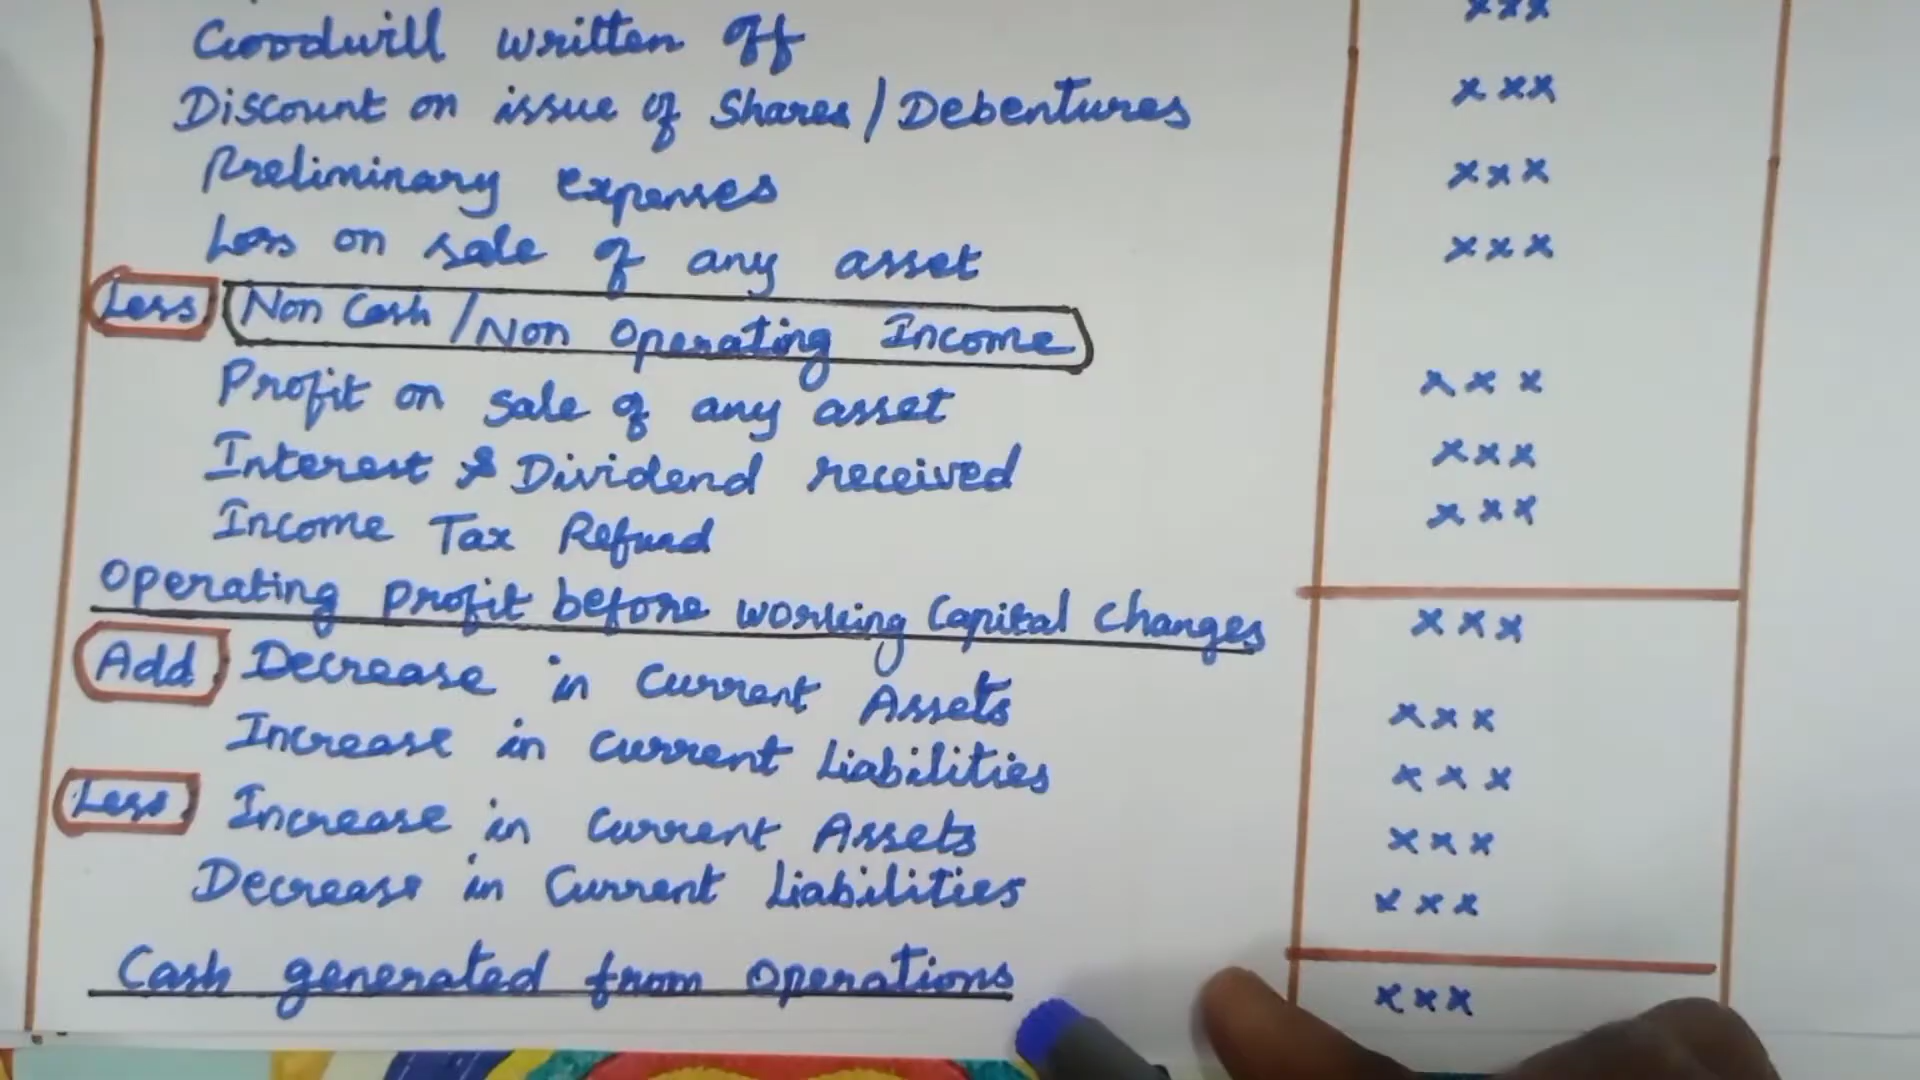 xxx
Goodwill written off xxx
Discount on issue of Shares/Debentures xxx
Preliminary expenses xxx
Loss on sale of any asset
Less Non Cash/Non Operating Income
Profit on sale of any asset xxx
Interest & Dividend received xxx
Income Tax Refund xxx
Operating Profit before working Capital Changes xxx
Add Decrease in Current Assets xxx
Increase in Current Liabilities xxx
Less Increase in Current Assets xxx
Decrease in Current Liabilities xxx
Cash generated from Operations xxx